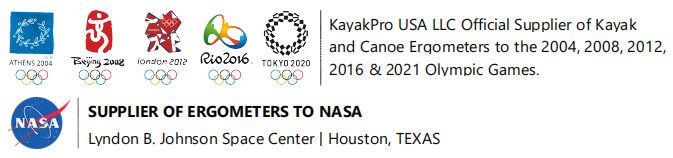 ATHENS 2004
Beijing 2008
london 2012
Rio2016
TOKYO 2020
KayakPro USA LLC Official Supplier of Kayak
and Canoe Ergometers to the 2004, 2008, 2012,
2016 & 2021 Olympic Games.
NASA
SUPPLIER OF ERGOMETERS TO NASA
Lyndon B. Johnson Space Center | Houston, TEXAS